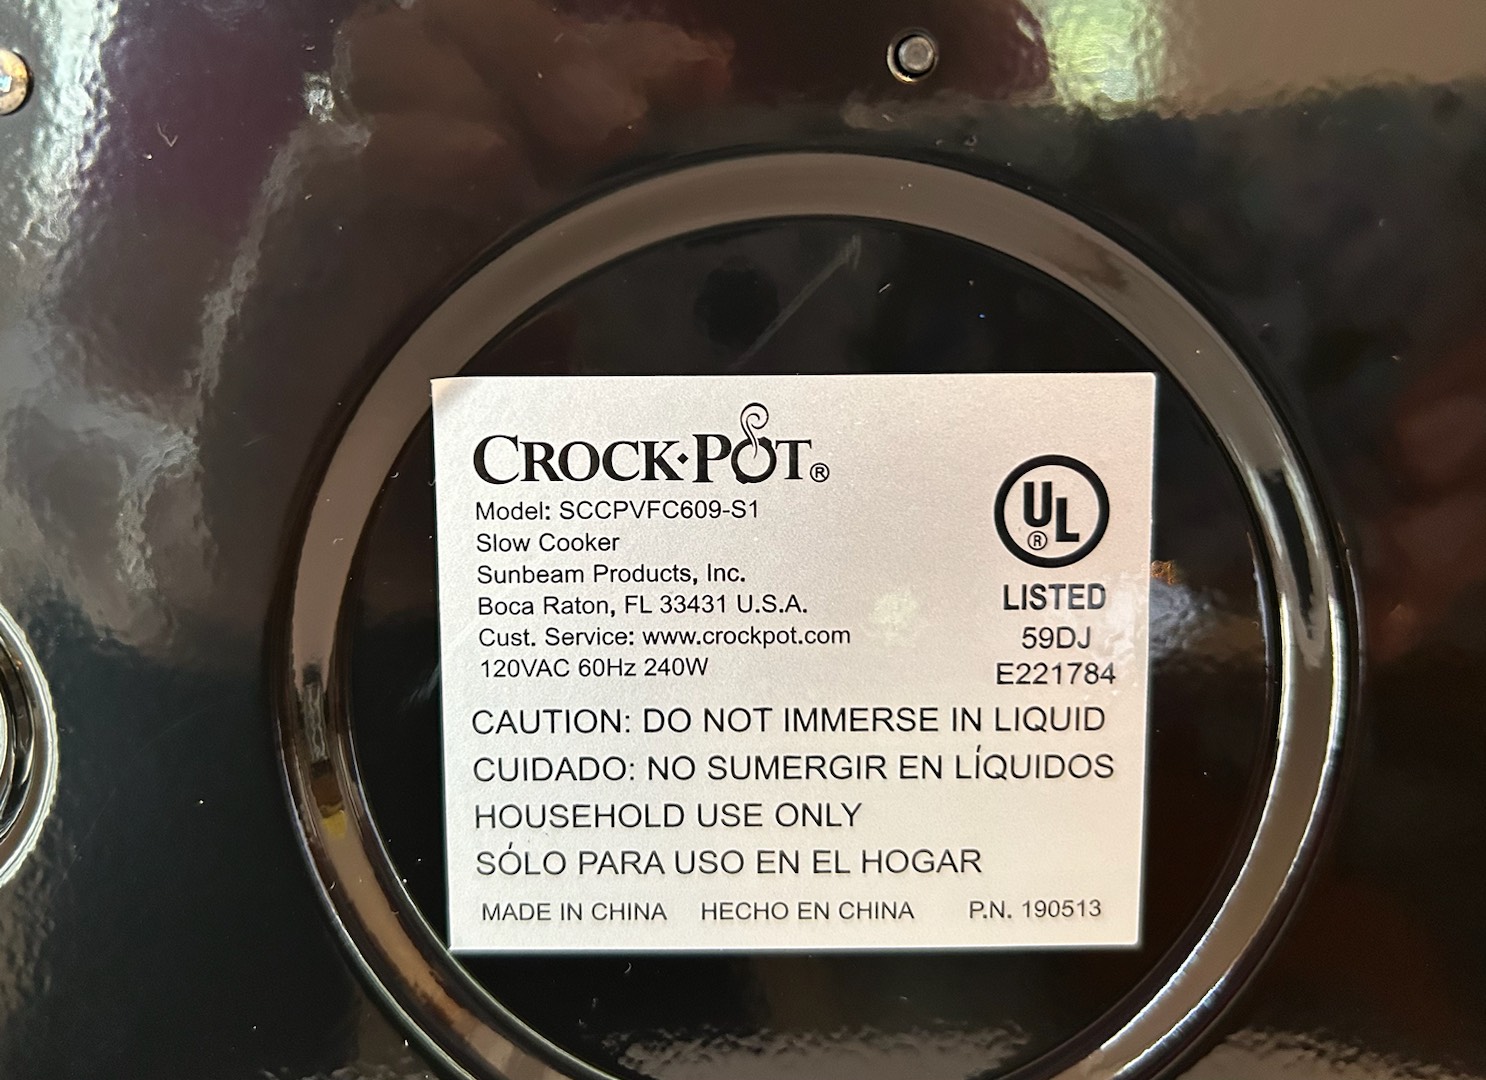 CROCK·POT®
Model: SCCPVFC609-S1
Slow Cooker
Sunbeam Products, Inc.
Boca Raton, FL 33431 U.S.A.
Cust. Service: www.crockpot.com
120VAC 60Hz 240W
UL®
LISTED
59DJ
E221784
CAUTION: DO NOT IMMERSE IN LIQUID
CUIDADO: NO SUMERGIR EN LÍQUIDOS
HOUSEHOLD USE ONLY
SÓLO PARA USO EN EL HOGAR
MADE IN CHINA HECHO EN CHINA P.N. 190513